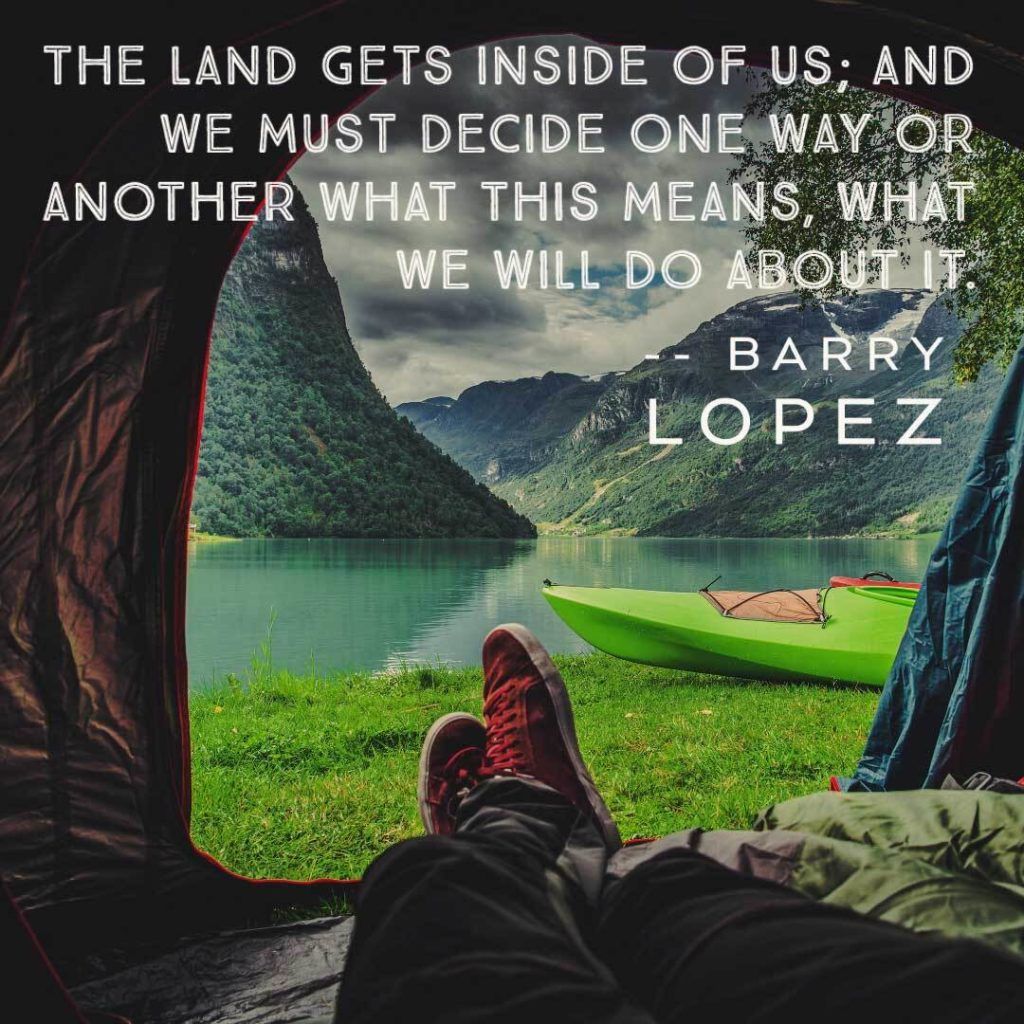 THE LAND GETS INSIDE OF US; AND
WE MUST DECIDE ONE WAY OR
ANOTHER WHAT THIS MEANS, WHAT
WE WILL DO ABOUT IT.
-- BARRY
LOPEZ